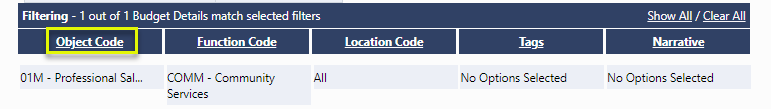 Filtering - 1 out of 1 Budget Details match selected filters Show All / Clear All
Object Code Function Code Location Code Tags Narrative
01M - Professional Sal... COMM - Community All No Options Selected No Options Selected
Services